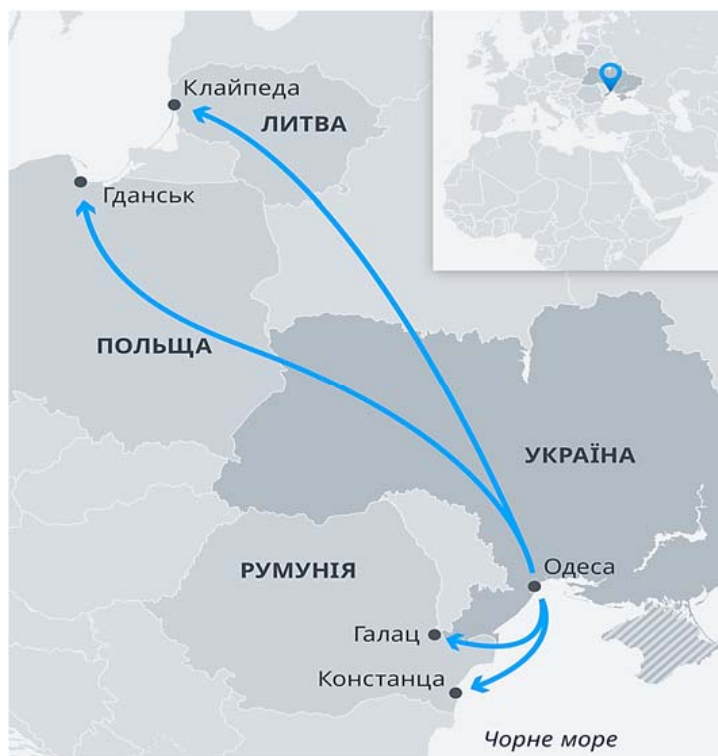 Клайпеда
ЛИТВА
Гданськ
ПОЛЬЩА
УКРАЇНА
РУМУНІЯ
Одеса
Галац
Констанца
Чорне море